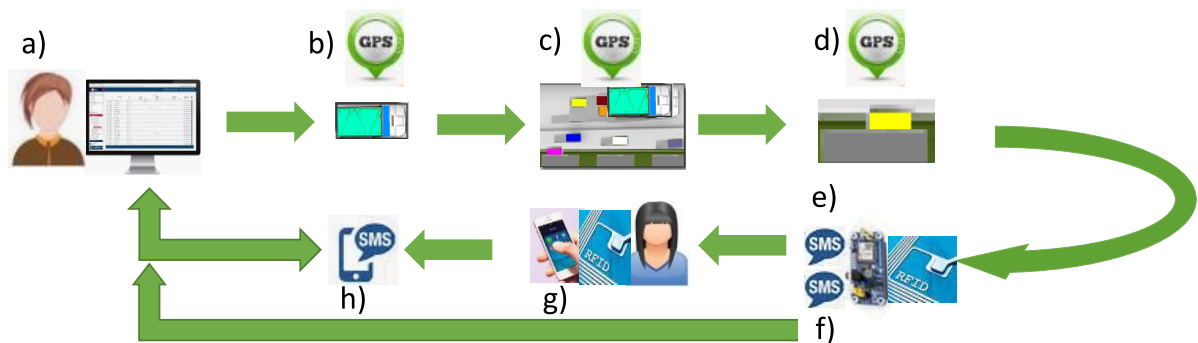 a)
b)
GPS
c)
GPS
d)
GPS
e)
SMS
SMS
RFID
f)
RFID
g)
SMS
h)